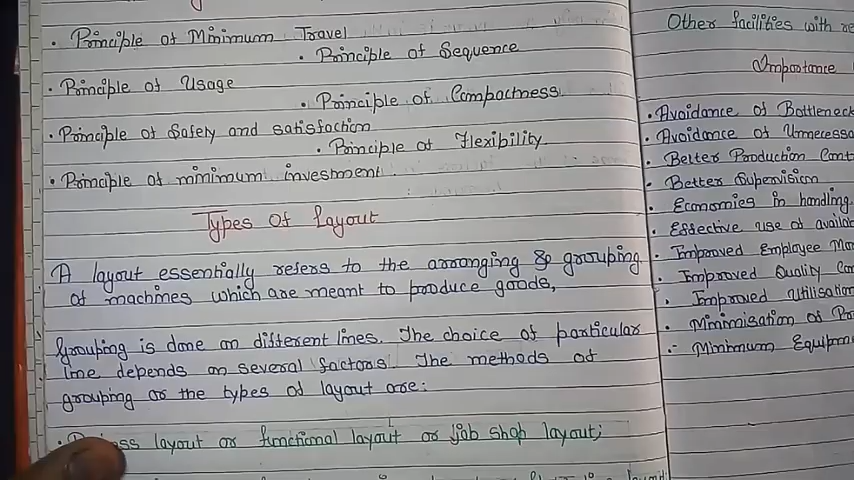 • Principle of Minimum Travel
• Principle of Sequence
• Principle of Usage
• Principle of Compactness
• Principle of Safety and satisfaction
• Principle of Flexibility
• Principle of minimum invesment
Types of Layout
A layout essentially refers to the arranging & grouping
of machines which are meant to produce goods,
Grouping is done on different lines. The choice of particular
line depends on several factors. The methods of
grouping or the types of layout are:
layout or functional layout or job shop layout;
Other facilities with
Importance
• Avoidance of Bottleneck
• Avoidance of
• Better Production
• Better Supervision
• Economies in handling
• Effective use of
• Improved Employee
• Improved Quality
• Improved Utilisation
• Minimisation of
• Minimum